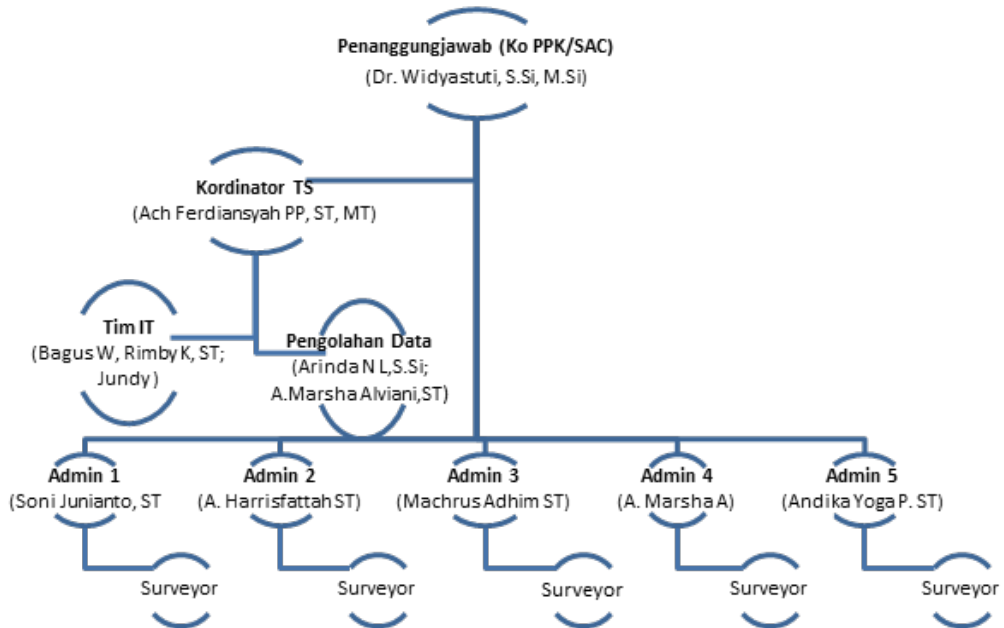 Penanggungjawab (Ko PPK/SAC)
(Dr. Widyastuti, S.Si, M.Si)
Kordinator TS
(Ach Ferdiansyah PP, ST, MT)
Tim IT
(Bagus W, Rimby K, ST;
Jundy)
Pengolahan Data
(Arinda N L,S.Si;
A.Marsha Alviani,ST)
Admin 1
(Soni Junianto, ST
Admin 2
(A. Harrisfattah ST)
Admin 3
(Machrus Adhim ST)
Admin 4
(A. Marsha A)
Admin 5
(Andika Yoga P. ST)
Surveyor
Surveyor
Surveyor
Surveyor
Surveyor